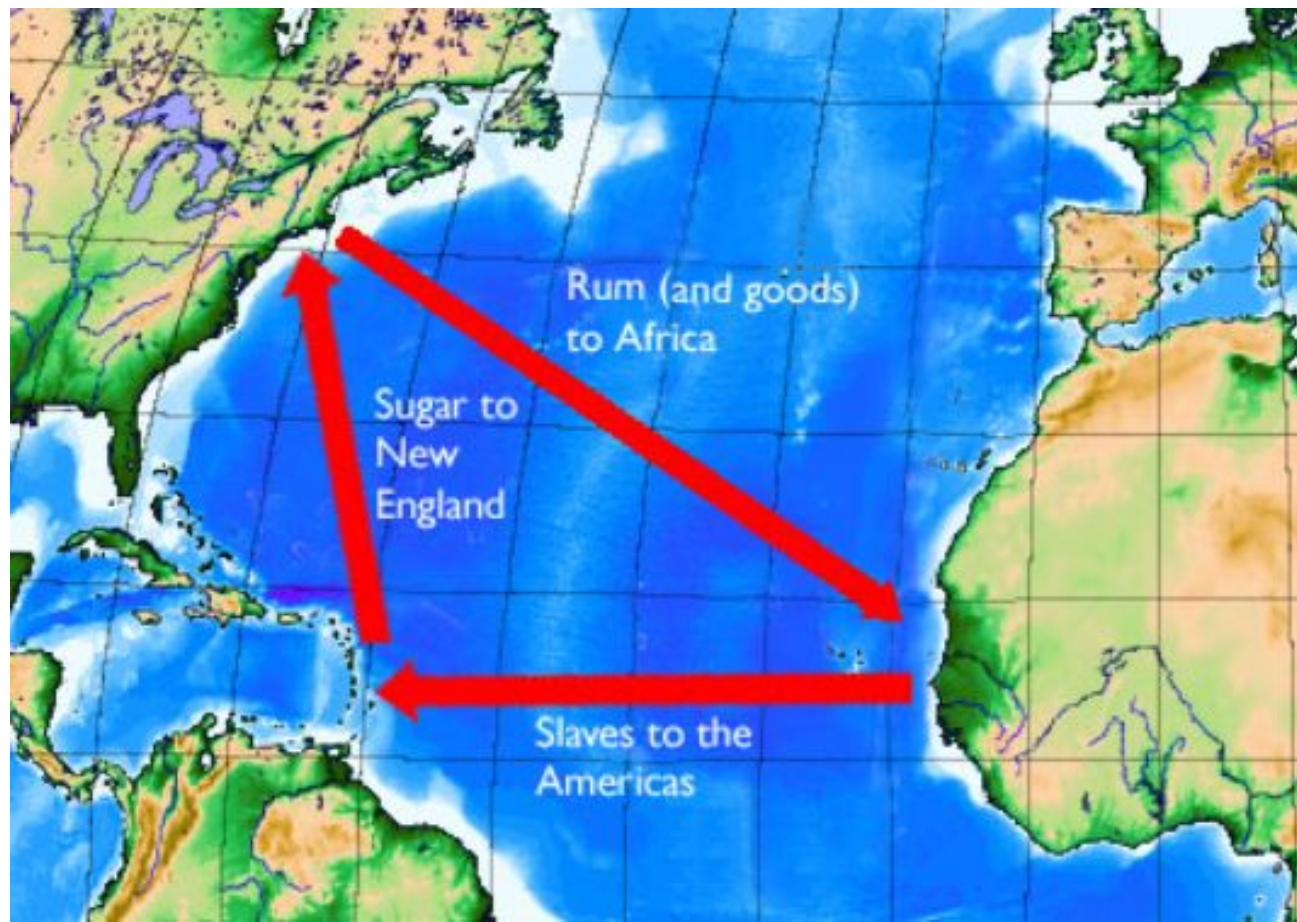 Rum (and goods)
to Africa
Sugar to
New
England
Slaves to the
Americas